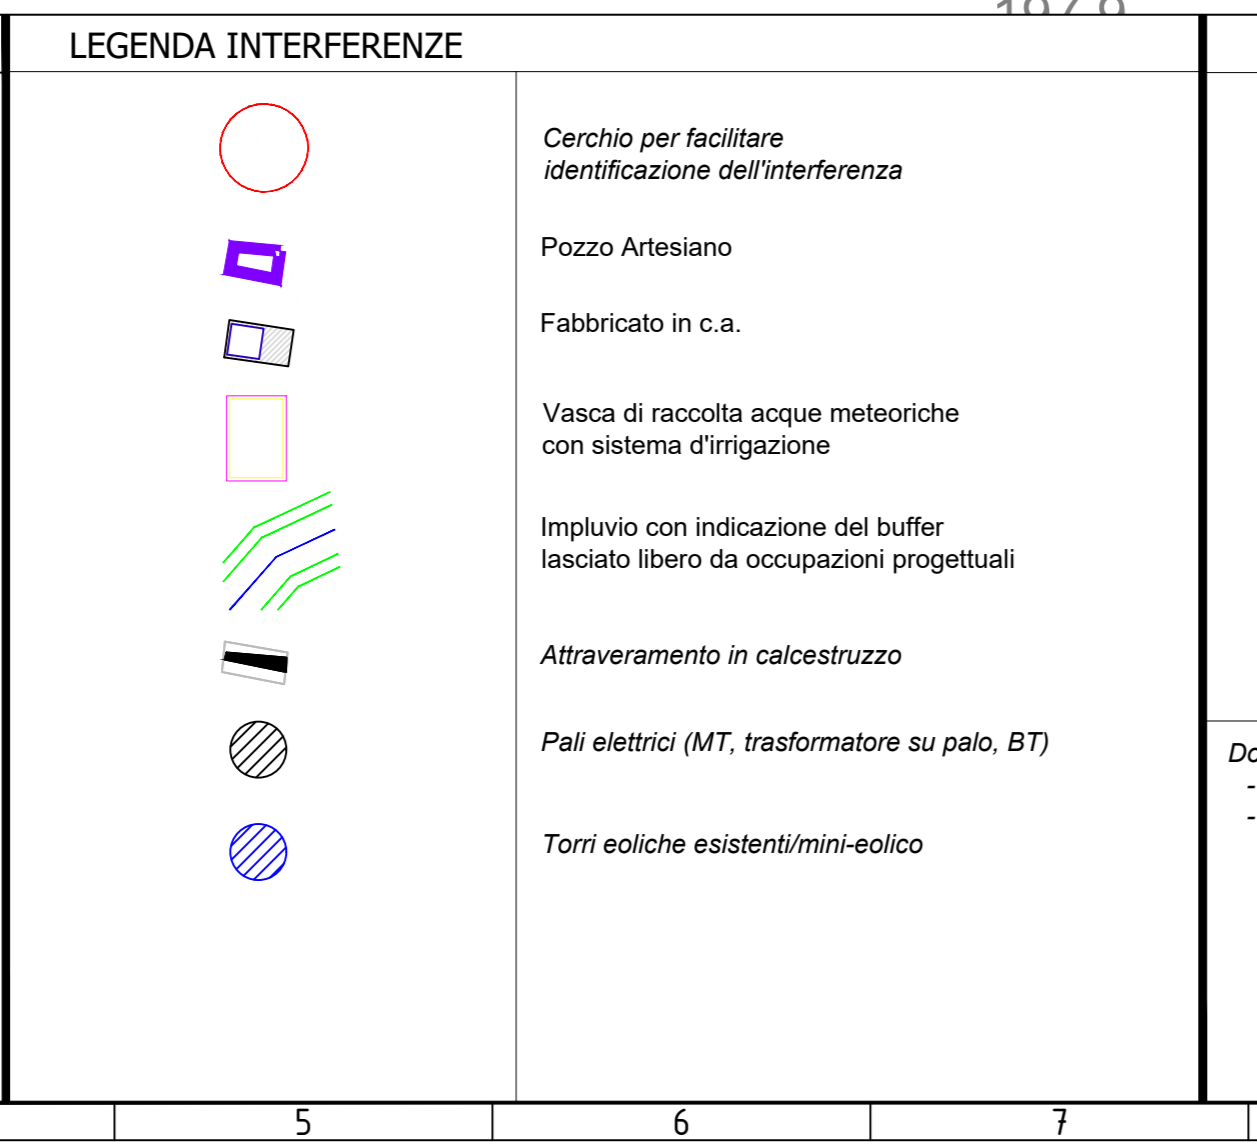 LEGENDA INTERFERENZE
Cerchio per facilitare
identificazione dell'interferenza
Pozzo Artesiano
Fabbricato in c.a.
Vasca di raccolta acque meteoriche
con sistema d'irrigazione
Impluvio con indicazione del buffer
lasciato libero da occupazioni progettuali
Attraveramento in calcestruzzo
Pali elettrici (MT, trasformatore su palo, BT)
Torri eoliche esistenti/mini-eolico
-
-
5
6
7